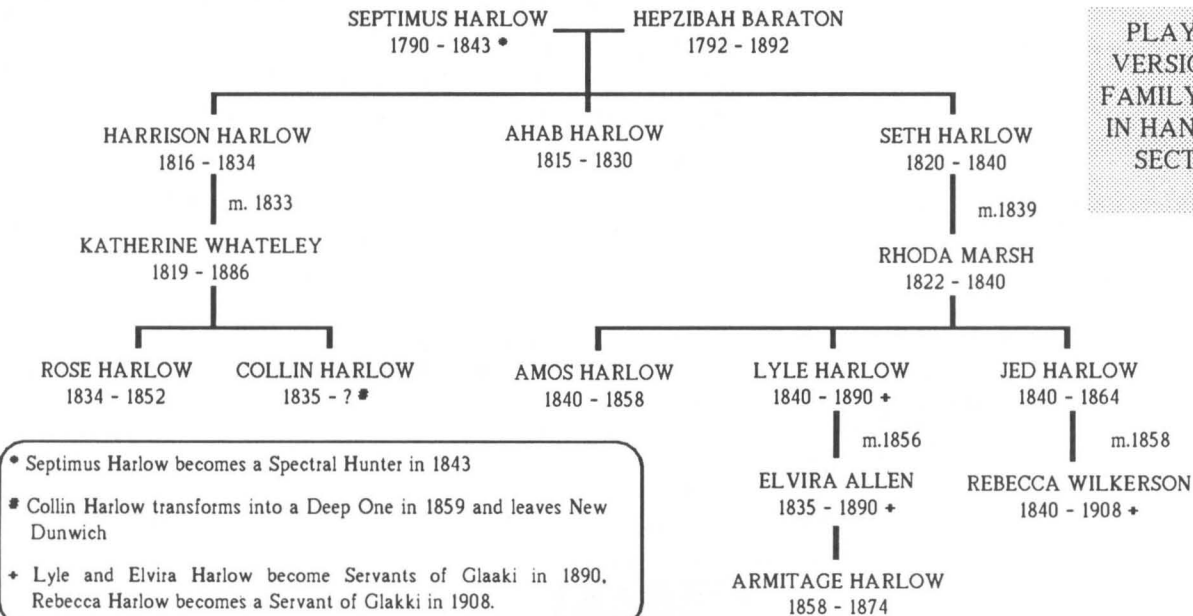 SEPTIMUS HARLOW
1790 - 1843 *
HEPZIBAH BARATON
1792 - 1892
HARRISON HARLOW
1816 - 1834
AHAB HARLOW
1815 - 1830
SETH HARLOW
1820 - 1840
m. 1833
m.1839
KATHERINE WHATELEY
1819 - 1886
RHODA MARSH
1822 - 1840
ROSE HARLOW
1834 - 1852
COLLIN HARLOW
1835 - ? #
AMOS HARLOW
1840 - 1858
LYLE HARLOW
1840 - 1890 +
JED HARLOW
1840 - 1864
m.1856
m.1858
ELVIRA ALLEN
1835 - 1890 +
REBECCA WILKERSON
1840 - 1908 +
ARMITAGE HARLOW
1858 - 1874
* Septimus Harlow becomes a Spectral Hunter in 1843
# Collin Harlow transforms into a Deep One in 1859 and leaves New
Dunwich
+ Lyle and Elvira Harlow become Servants of Glaaki in 1890,
Rebecca Harlow becomes a Servant of Glakki in 1908.
PLAY
VERSIO
FAMILY
IN HAN
SECT